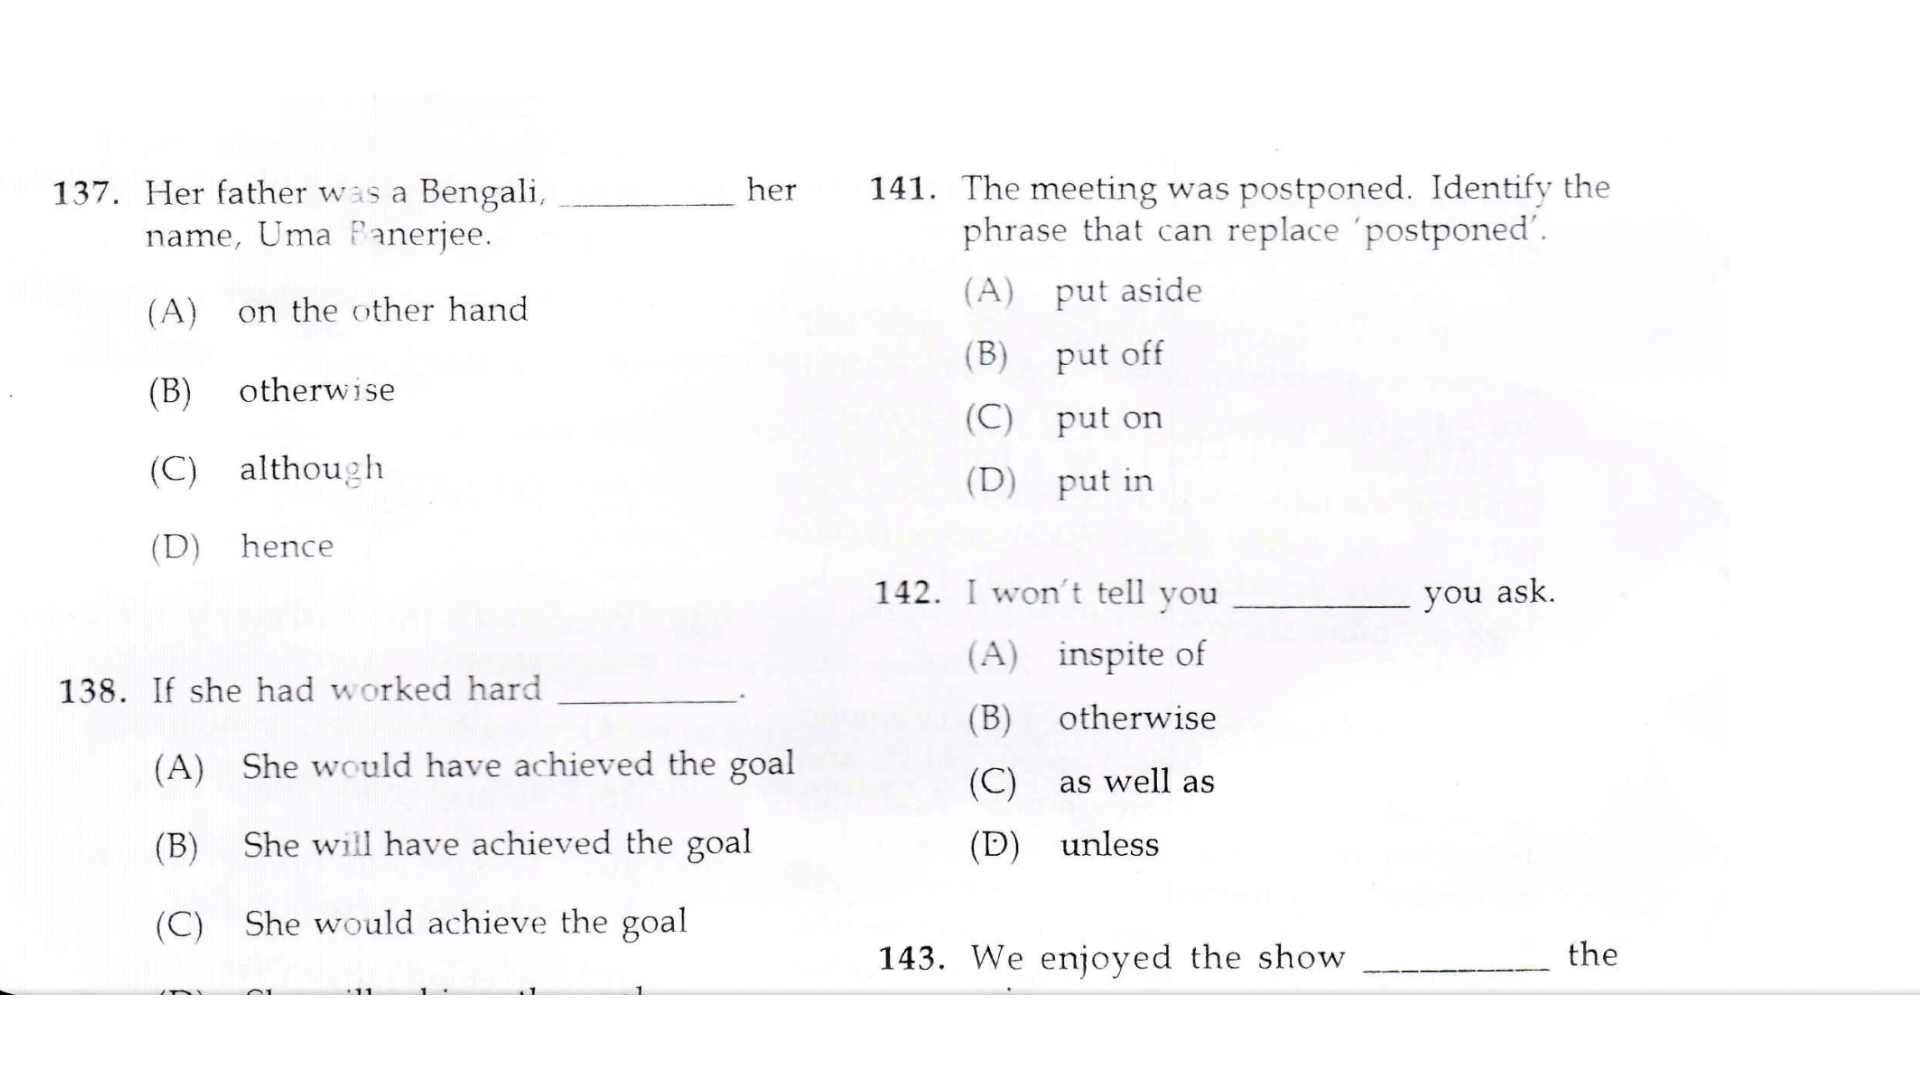 137. Her father was a Bengali, __________ her
name, Uma Banerjee.
(A) on the other hand
(B) otherwise
(C) although
(D) hence
138. If she had worked hard __________.
(A) She would have achieved the goal
(B) She will have achieved the goal
(C) She would achieve the goal
141. The meeting was postponed. Identify the
phrase that can replace 'postponed'.
(A) put aside
(B) put off
(C) put on
(D) put in
142. I won't tell you __________ you ask.
(A) inspite of
(B) otherwise
(C) as well as
(D) unless
143. We enjoyed the show __________ the